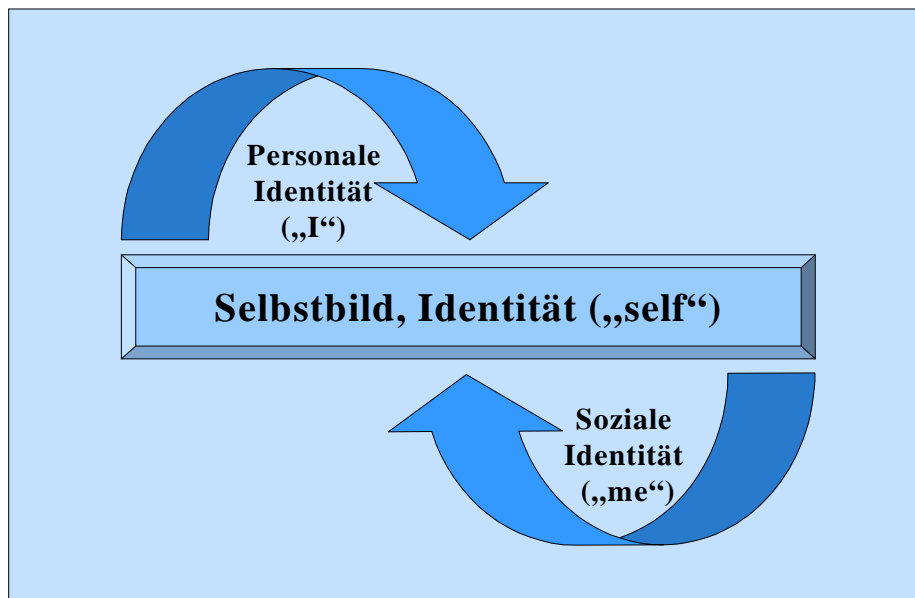 Personale
Identität
(„I“)
Selbstbild, Identität („self“)
Soziale
Identität
(„me“)